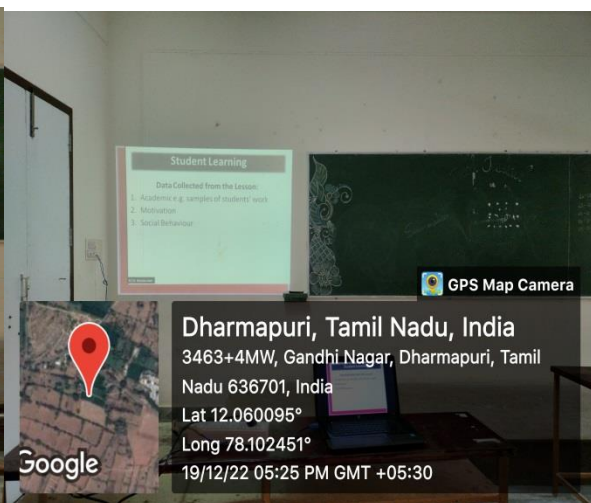 Student Learning
Data Collected from the Lesson:
1. Academic e.g. samples of students' work
2. Motivation
3. Social Behaviour
GPS Map Camera
Dharmapuri, Tamil Nadu, India
3463+4MW, Gandhi Nagar, Dharmapuri, Tamil
Nadu 636701, India
Lat 12.060095°
Long 78.102451°
19/12/22 05:25 PM GMT +05:30
Google